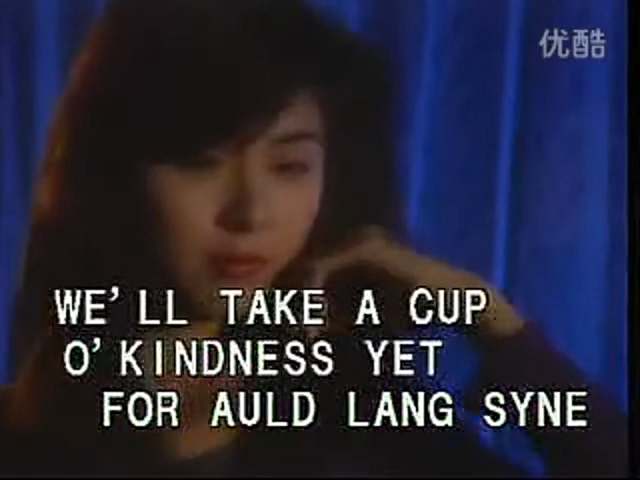 优酷
WE'LL TAKE A CUP
O'KINDNESS YET
FOR AULD LANG SYNE